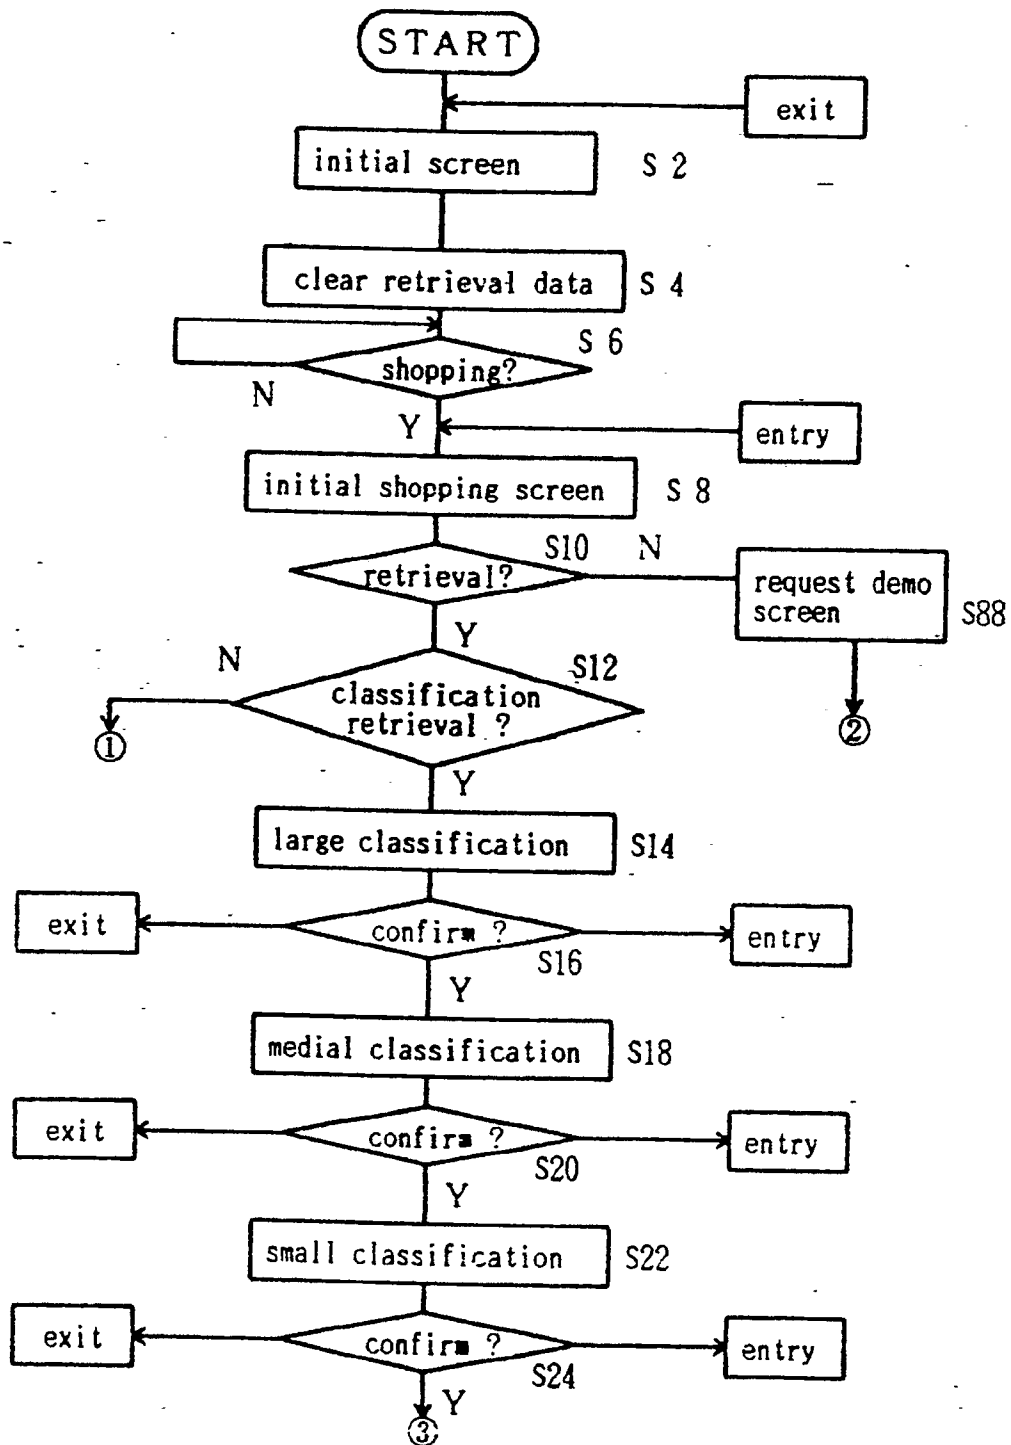 START
exit
initial screen
S 2
clear retrieval data
S 4
S 6
shopping?
N
Y
entry
initial shopping screen
S 8
S10
N
retrieval?
request demo
screen
S88
Y
N
S12
classification
retrieval ?
①
②
Y
large classification
S14
exit
confirm ?
entry
S16
Y
medial classification
S18
exit
confirm ?
entry
S20
Y
small classification
S22
exit
confirm ?
entry
S24
Y
③